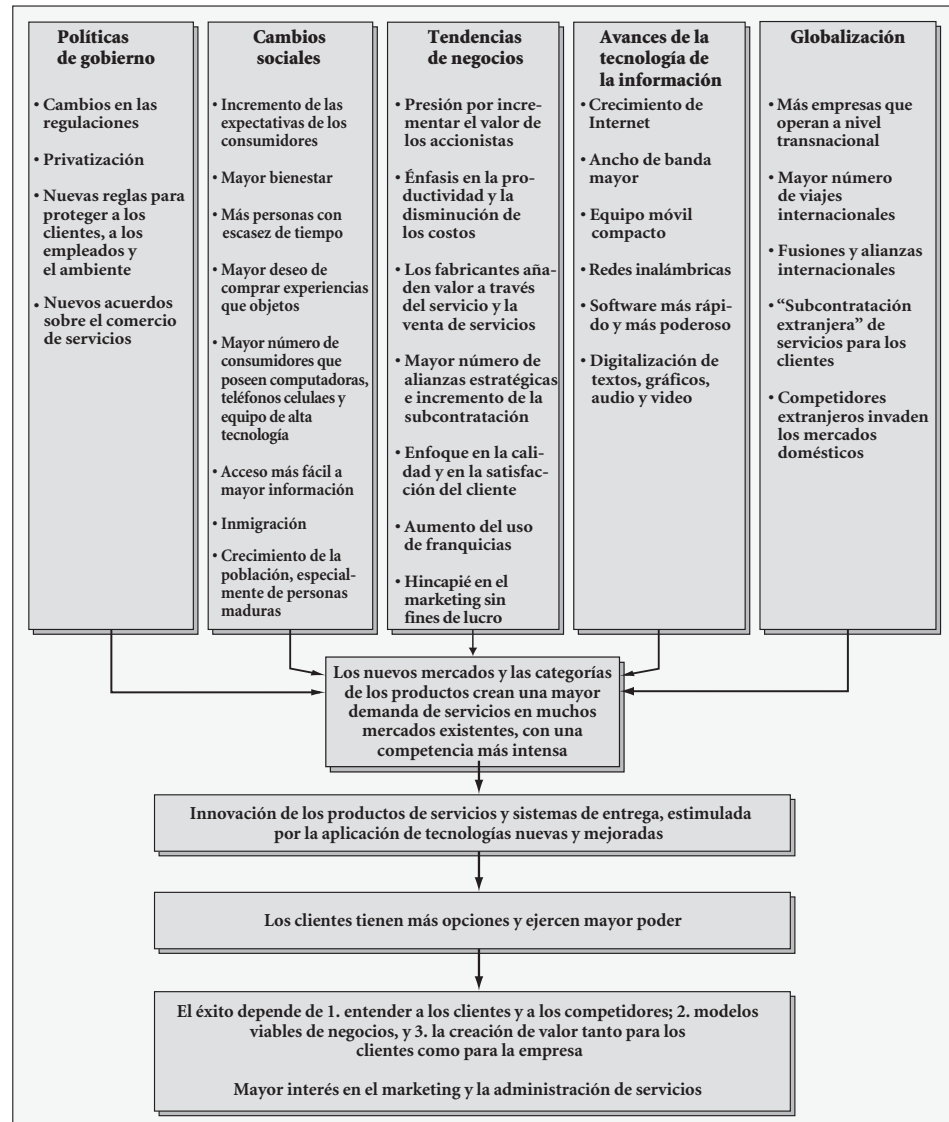 Políticas
de gobierno
• Cambios en las
regulaciones
• Privatización
• Nuevas reglas para
proteger a los
clientes, a los
empleados y
el ambiente
• Nuevos acuerdos
sobre el comercio
de servicios
Cambios
sociales
• Incremento de las
expectativas de los
consumidores
• Mayor bienestar
• Más personas con
escasez de tiempo
• Mayor deseo de
comprar experiencias
que objetos
• Mayor número de
consumidores que
poseen computadoras,
teléfonos celulaes y
equipo de alta
tecnología
• Acceso más fácil a
mayor información
• Inmigración
• Crecimiento de la
población, especial-
mente de personas
maduras
Tendencias
de negocios
• Presión por incre-
mentar el valor de
los accionistas
• Énfasis en la pro-
ductividad y la
disminución de
los costos
• Los fabricantes aña-
den valor a través
del servicio y la
venta de servicios
• Mayor número de
alianzas estratégicas
e incremento de la
subcontratación
• Enfoque en la cali-
dad y en la satisfac-
ción del cliente
• Aumento del uso
de franquicias
• Hincapié en el
marketing sin
fines de lucro
Avances de la
tecnología de
la información
• Crecimiento de
Internet
• Ancho de banda
mayor
• Equipo móvil
compacto
• Redes inalámbricas
• Software más rápi-
do y más poderoso
• Digitalización de
textos, gráficos,
audio y video
Globalización
• Más empresas que
operan a nivel
transnacional
• Mayor número
de viajes
internacionales
• Fusiones y alianzas
internacionales
• “Subcontratación
extranjera” de
servicios para los
clientes
• Competidores
extranjeros invaden
los mercados
domésticos
Los nuevos mercados y las categorías
de los productos crean una mayor
demanda de servicios en muchos
mercados existentes, con una
competencia más intensa
Innovación de los productos de servicios y sistemas de entrega, estimulada
por la aplicación de tecnologías nuevas y mejoradas
Los clientes tienen más opciones y ejercen mayor poder
El éxito depende de 1. entender a los clientes y a los competidores; 2. modelos
viables de negocios, y 3. la creación de valor tanto para los
clientes como para la empresa
Mayor interés en el marketing y la administración de servicios